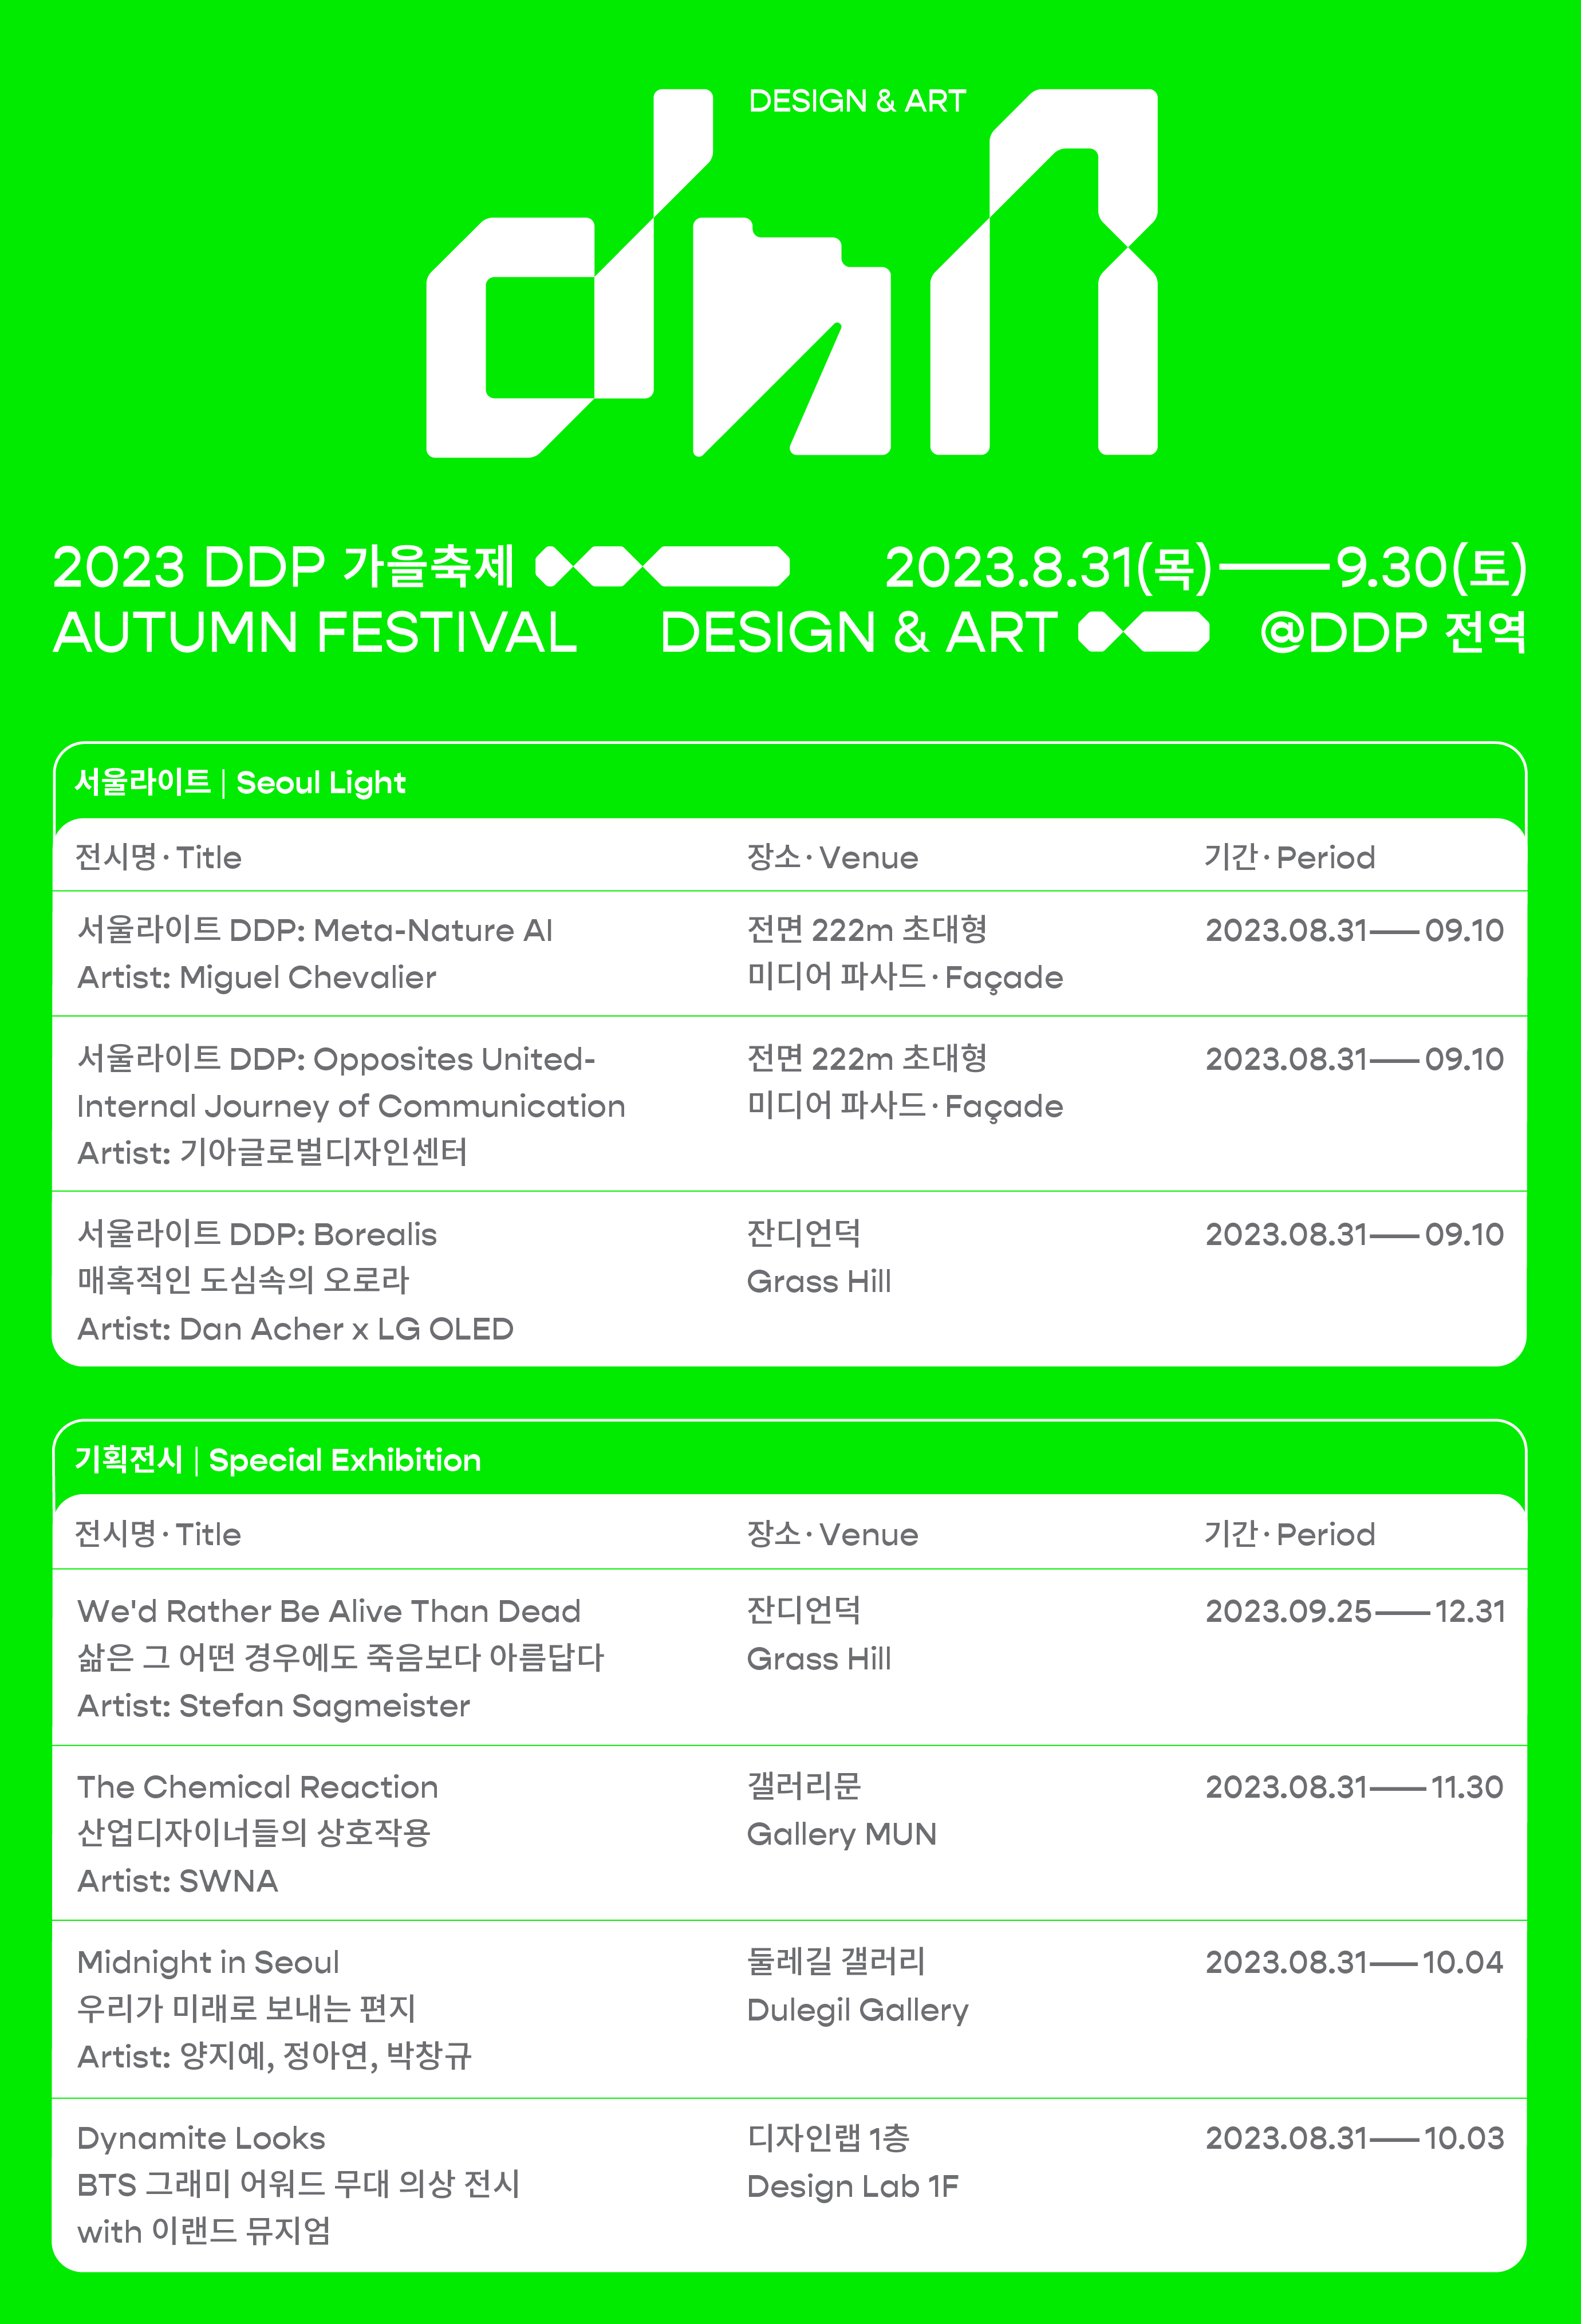 DESIGN & ART
2023 DDP 가을축제 2023.8.31(목)——9.30(토)
AUTUMN FESTIVAL DESIGN & ART @DDP 전역
서울라이트 | Seoul Light
전시명·Title 장소·Venue 기간·Period
서울라이트 DDP: Meta-Nature AI 전면 222m 초대형 2023.08.31——09.10
Artist: Miguel Chevalier 미디어 파사드·Façade
서울라이트 DDP: Opposites United- 전면 222m 초대형 2023.08.31——09.10
Internal Journey of Communication 미디어 파사드·Façade
Artist: 기아글로벌디자인센터
서울라이트 DDP: Borealis 잔디언덕 2023.08.31——09.10
매혹적인 도심속의 오로라 Grass Hill
Artist: Dan Acher x LG OLED
기획전시 | Special Exhibition
전시명·Title 장소·Venue 기간·Period
We'd Rather Be Alive Than Dead 잔디언덕 2023.09.25——12.31
삶은 그 어떤 경우에도 죽음보다 아름답다 Grass Hill
Artist: Stefan Sagmeister
The Chemical Reaction 갤러리문 2023.08.31——11.30
산업디자이너들의 상호작용 Gallery MUN
Artist: SWNA
Midnight in Seoul 둘레길 갤러리 2023.08.31——10.04
우리가 미래로 보내는 편지 Dulegil Gallery
Artist: 양지예, 정아연, 박창규
Dynamite Looks 디자인랩 1층 2023.08.31——10.03
BTS 그래미 어워드 무대 의상 전시 Design Lab 1F
with 이랜드 뮤지엄